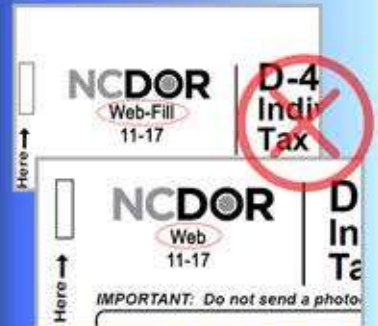 NCDOR
Web-Fill
11-17
D-4
Indiv
Tax
Here
NCDOR
Web
11-17
D
In
Ta
Here
IMPORTANT: Do not send a photo